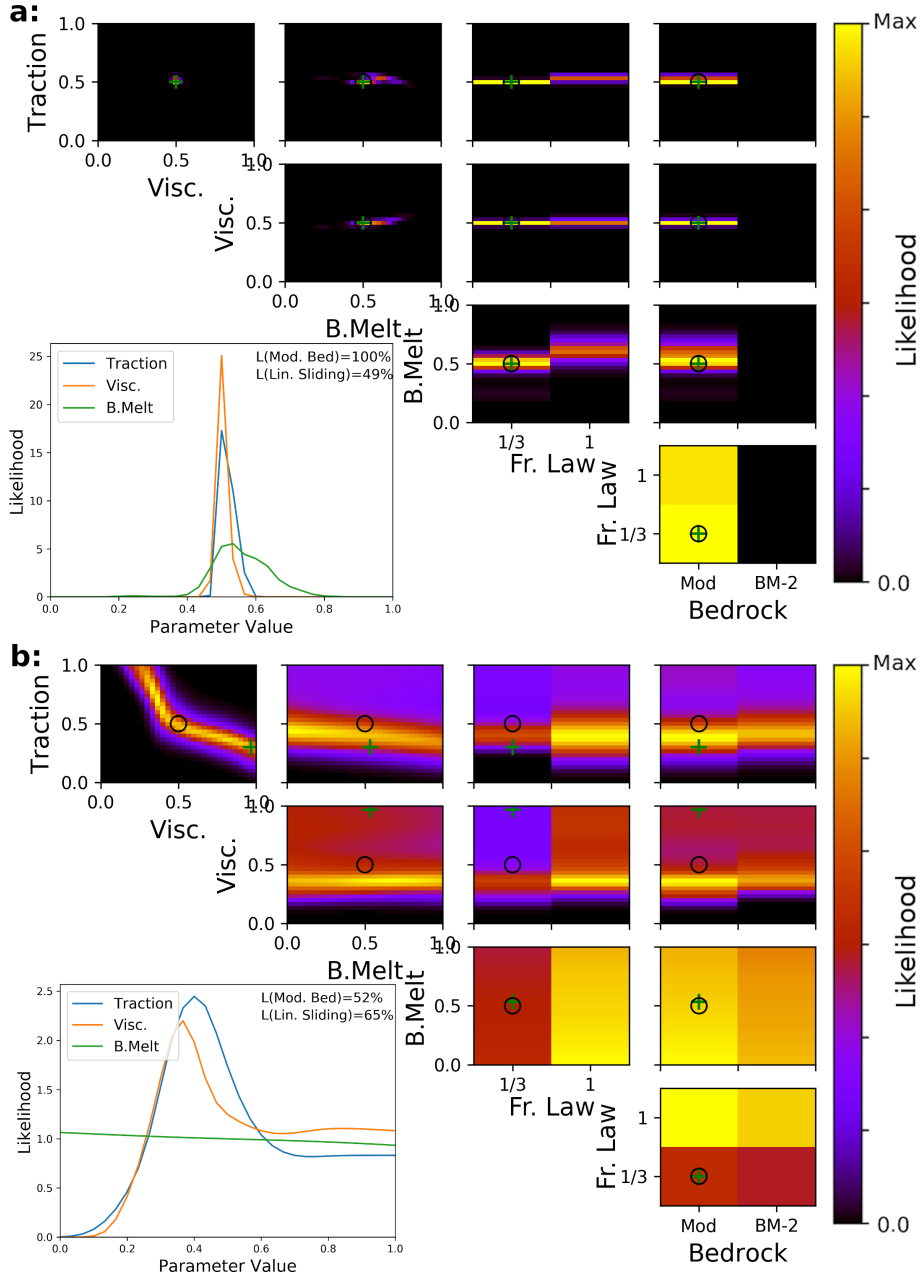 a:
Traction
1.0
0.5
0.0
0.0
0.5
1.0
Visc.
Visc.
1.0
0.5
0.0
0.0
0.5
1.0
B.Melt
B.Melt
1.0
0.5
0.0
1/3
1
Fr. Law
Fr. Law
1
1/3
Mod
BM-2
Bedrock
Max
0.0
Likelihood
Traction
Visc.
B.Melt
L(Mod. Bed)=100%
L(Lin. Sliding)=49%
Likelihood
25
20
15
10
5
0
0.0
0.2
0.4
0.6
0.8
1.0
Parameter Value
b:
Traction
1.0
0.5
0.0
0.0
0.5
1.0
Visc.
Visc.
1.0
0.5
0.0
0.0
0.5
1.0
B.Melt
B.Melt
1.0
0.5
0.0
1/3
1
Fr. Law
Fr. Law
1
1/3
Mod
BM-2
Bedrock
Max
0.0
Likelihood
Traction
Visc.
B.Melt
L(Mod. Bed)=52%
L(Lin. Sliding)=65%
Likelihood
2.5
2.0
1.5
1.0
0.5
0.0
0.0
0.2
0.4
0.6
0.8
1.0
Parameter Value